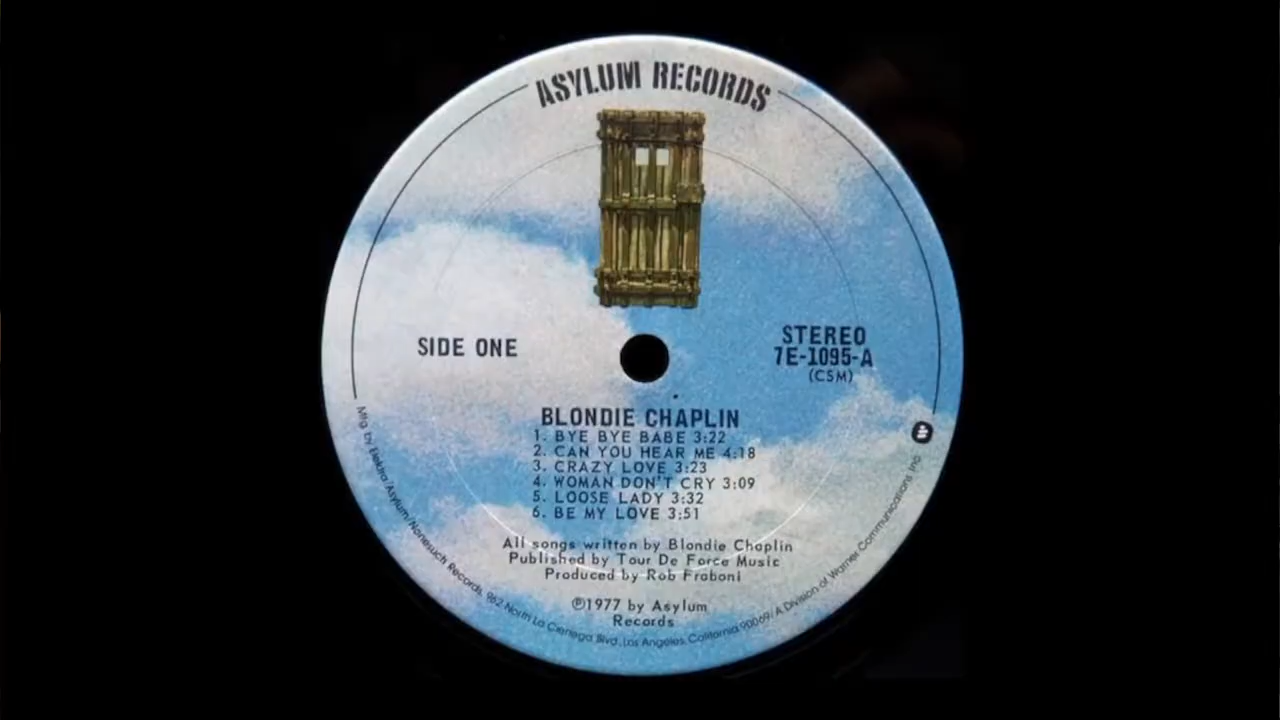 ASYLUM RECORDS
SIDE ONE
STEREO
7E-1095-A
(CSM)
BLONDIE CHAPLIN
1. BYE BYE BABE 3:22
2. CAN YOU HEAR ME 4:18
3. CRAZY LOVE 3:23
4. WOMAN DON'T CRY 3:09
5. LOOSE LADY 3:32
6. BE MY LOVE 3:51
All songs written by Blondie Chaplin
Published by Tour De Force Music
Produced by Rob Fraboni
℗1977 by Asylum
Records
Mfg. by Elektra/Asylum/Nonesuch Records, 962 North La Cienega Blvd., Los Angeles, California 90069/A Division of Warner Communications Inc.